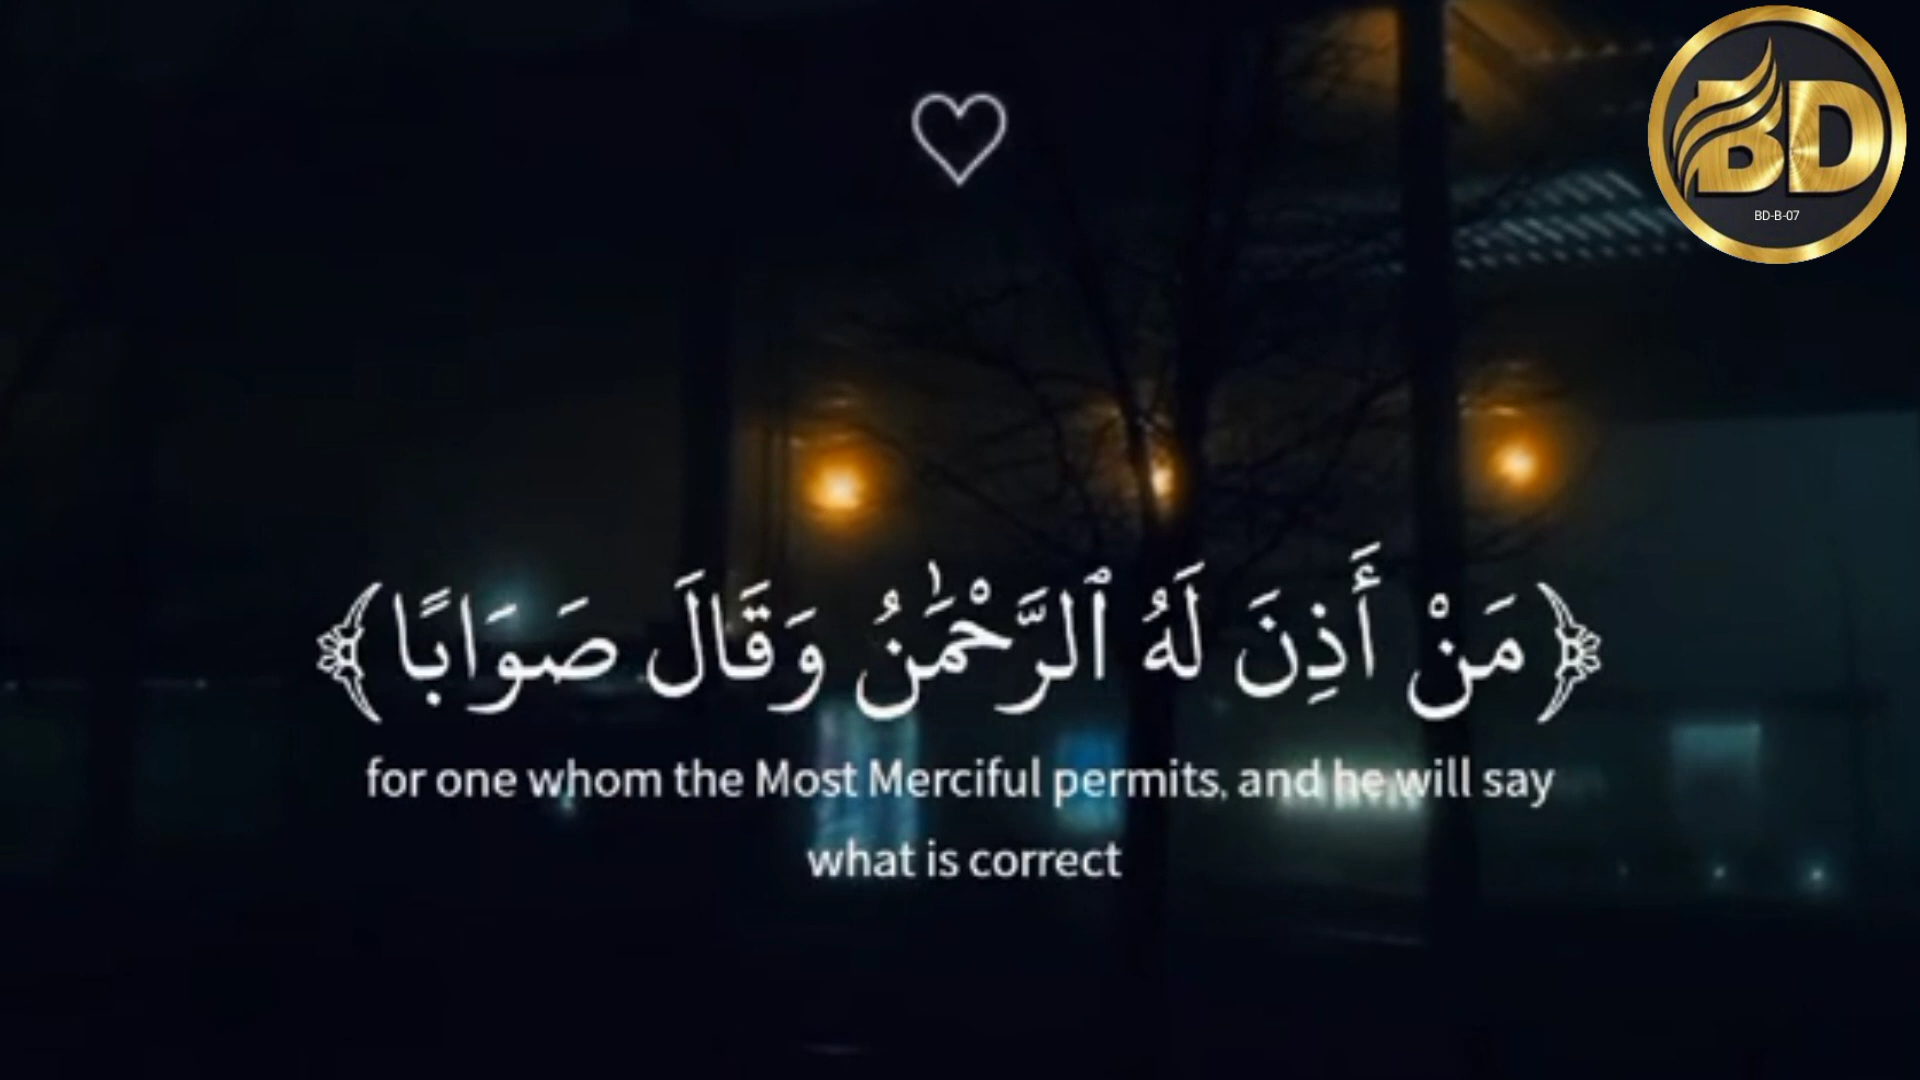 BD
BD-B-07
﴿مَنْ أَذِنَ لَهُ ٱلرَّحْمَٰنُ وَقَالَ صَوَابًا﴾
for one whom the Most Merciful permits, and he will say
what is correct